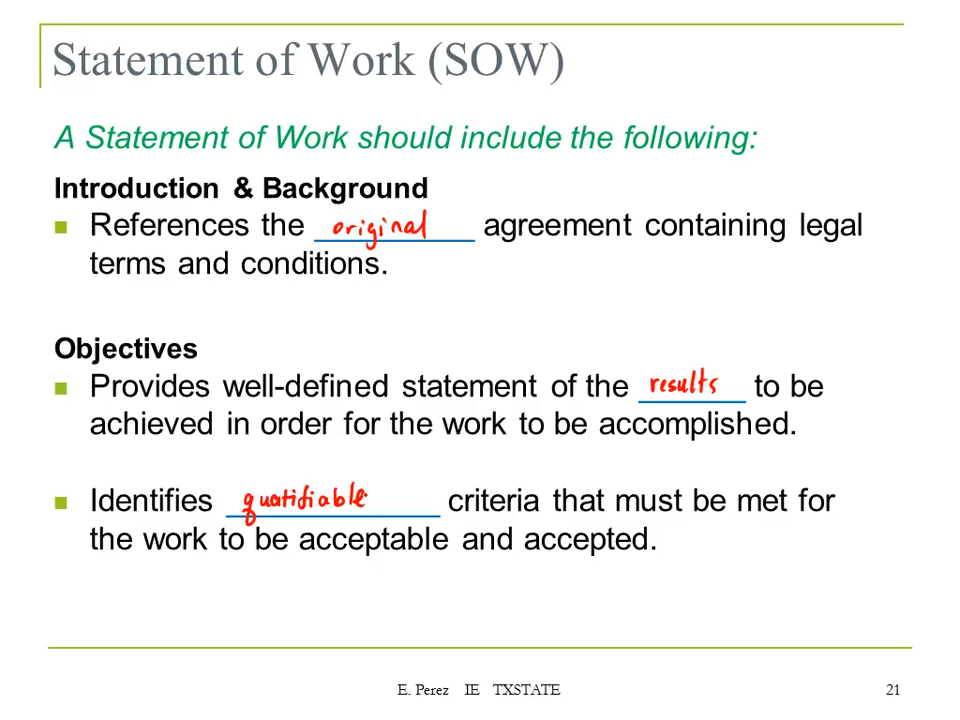 Statement of Work (SOW)
A Statement of Work should include the following:
Introduction & Background
References the original agreement containing legal
terms and conditions.
Objectives
Provides well-defined statement of the results to be
achieved in order for the work to be accomplished.
Identifies quatifiable criteria that must be met for
the work to be acceptable and accepted.
E. Perez IE TXSTATE 21